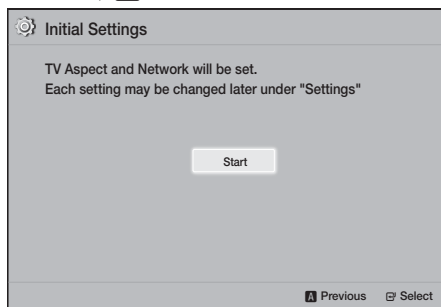 Initial Settings
TV Aspect and Network will be set.
Each setting may be changed later under "Settings"
Start
A Previous Select